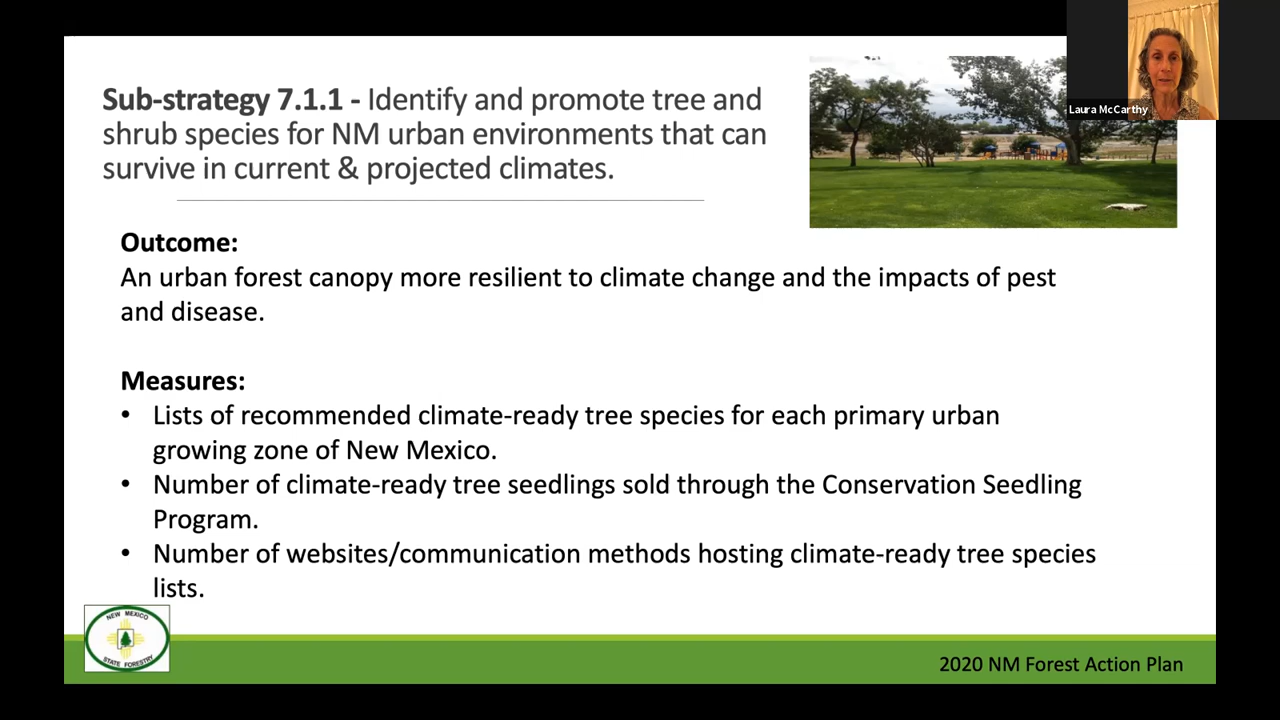 Laura McCarthy
Sub-strategy 7.1.1 - Identify and promote tree and
shrub species for NM urban environments that can
survive in current & projected climates.
Outcome:
An urban forest canopy more resilient to climate change and the impacts of pest
and disease.
Measures:
• Lists of recommended climate-ready tree species for each primary urban
growing zone of New Mexico.
• Number of climate-ready tree seedlings sold through the Conservation Seedling
Program.
• Number of websites/communication methods hosting climate-ready tree species
lists.
NEW MEXICO
STATE FORESTRY
2020 NM Forest Action Plan